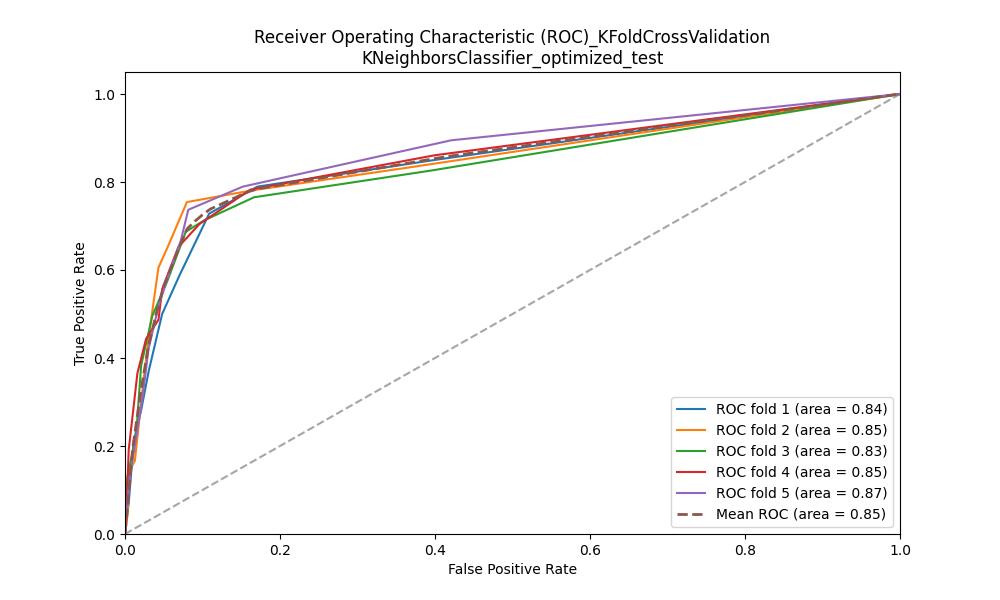 Receiver Operating Characteristic (ROC)_KFoldCrossValidation
KNeighborsClassifier_optimized_test
True Positive Rate
1.0
0.8
0.6
0.4
0.2
0.0
ROC fold 1 (area = 0.84)
ROC fold 2 (area = 0.85)
ROC fold 3 (area = 0.83)
ROC fold 4 (area = 0.85)
ROC fold 5 (area = 0.87)
Mean ROC (area = 0.85)
0.0 0.2 0.4 0.6 0.8 1.0
False Positive Rate